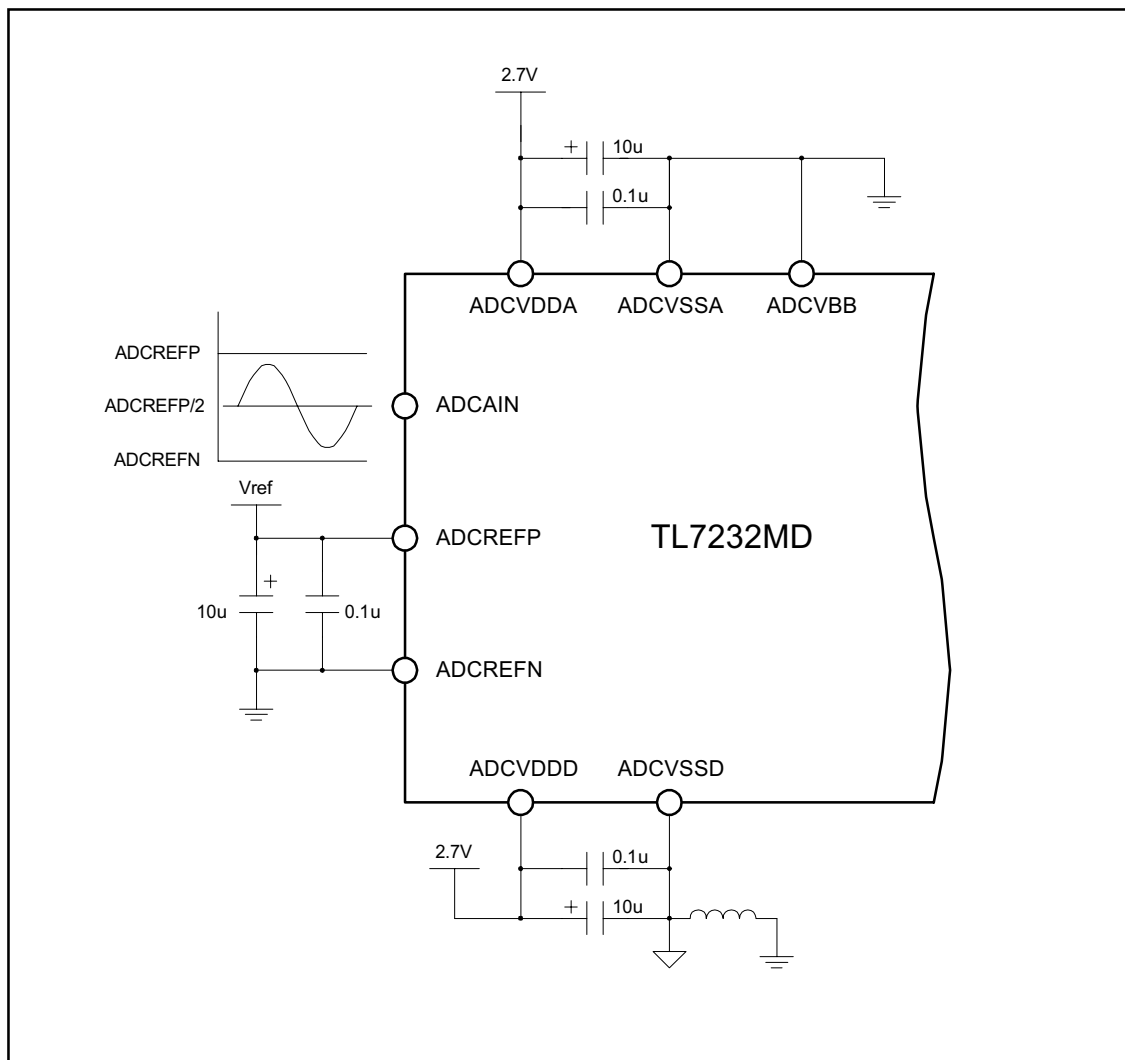 2.7V
+ 10u
0.1u
ADCVDDA ADCVSSA ADCVBB
ADCREFP
ADCREFP/2
ADCREFN
ADCAIN
Vref
ADCREFP
TL7232MD
+
10u 0.1u
ADCREFN
ADCVDDD ADCVSSD
2.7V
0.1u
+ 10u